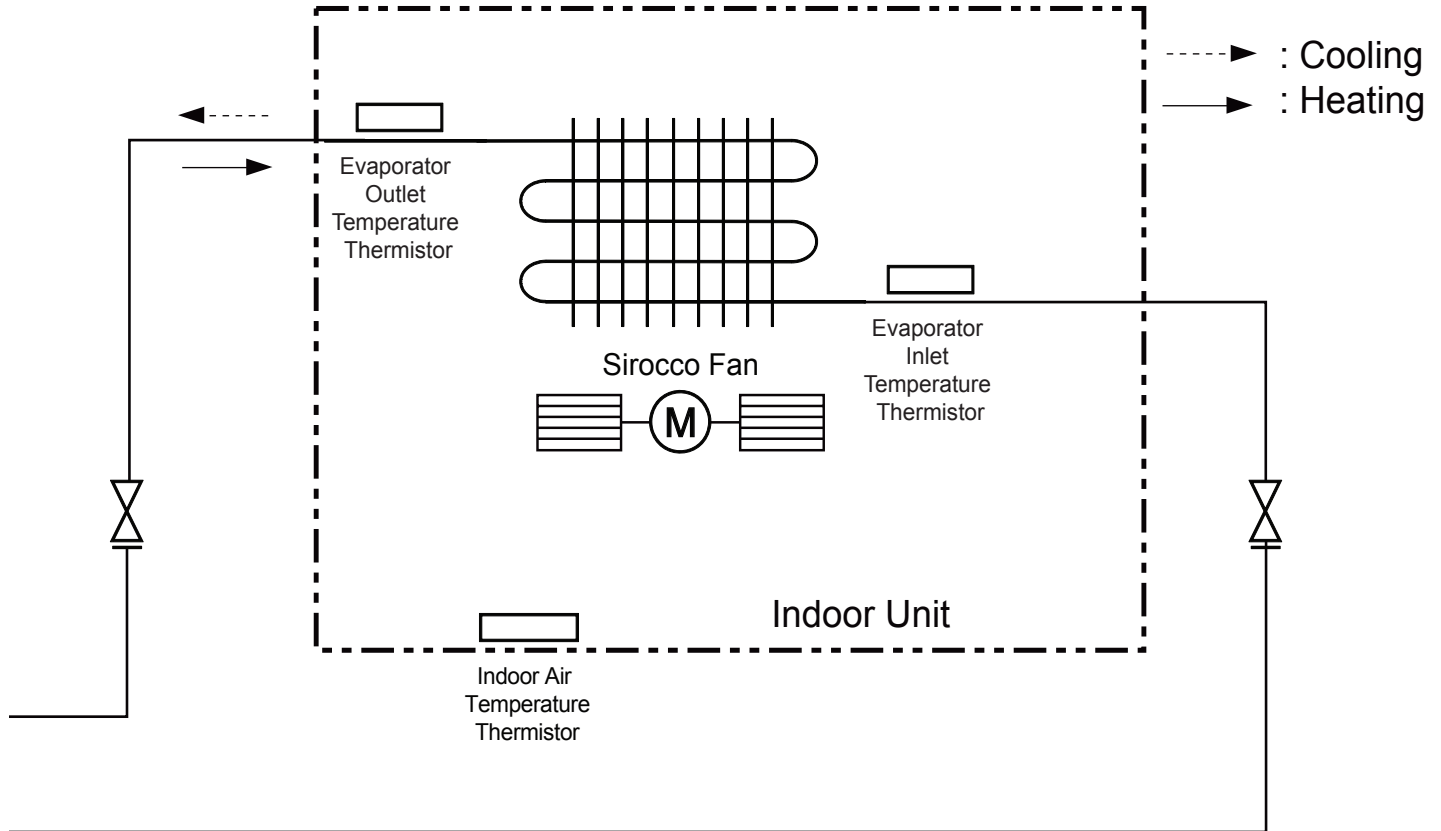 : Cooling
: Heating
Evaporator
Outlet
Temperature
Thermistor
Evaporator
Inlet
Temperature
Thermistor
Sirocco Fan
M
Indoor Unit
Indoor Air
Temperature
Thermistor